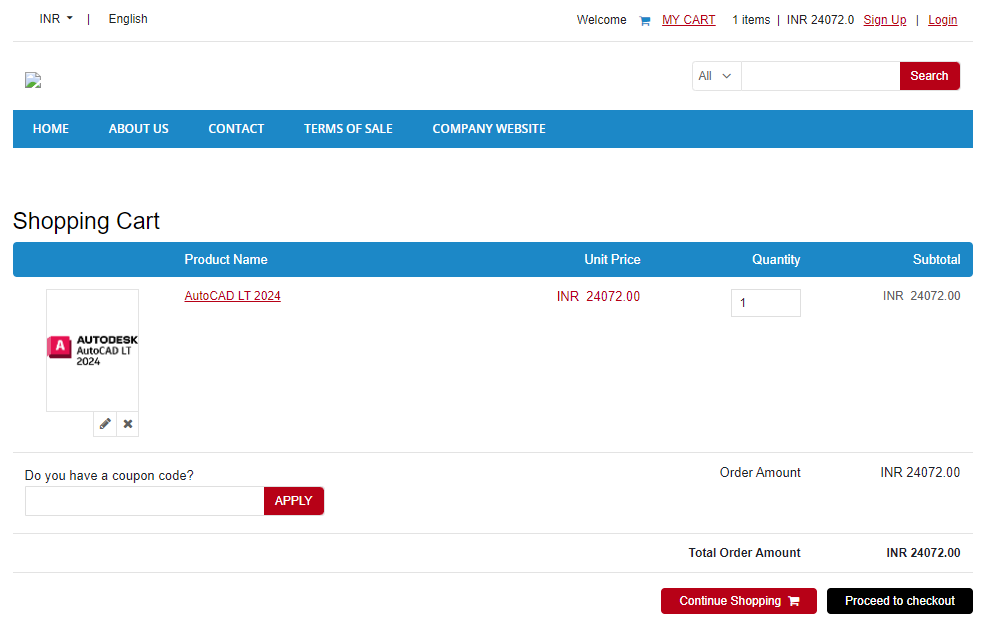 INR | English
Welcome MY CART 1 items | INR 24072.0 Sign Up | Login
All Search
HOME ABOUT US CONTACT TERMS OF SALE COMPANY WEBSITE
Shopping Cart
Product Name Unit Price Quantity Subtotal
AutoCAD LT 2024 INR 24072.00 1 INR 24072.00
A AUTODESK
AutoCAD LT
2024
Do you have a coupon code?
APPLY
Order Amount INR 24072.00
Total Order Amount INR 24072.00
Continue Shopping Proceed to checkout